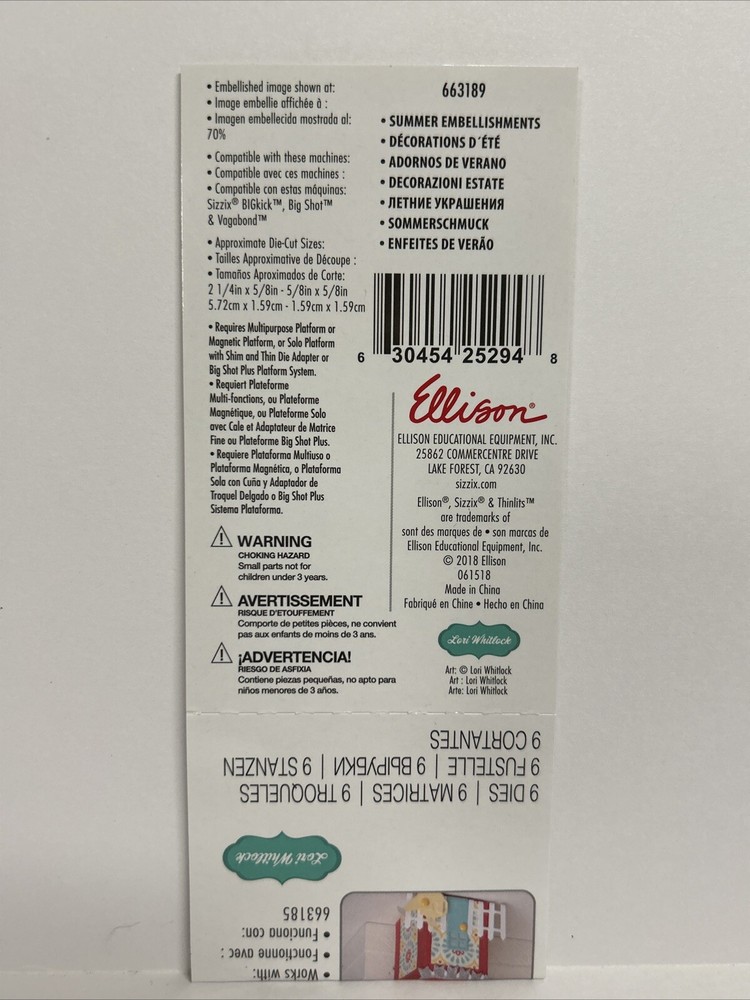 • Embellished image shown at:
• Image embellie affichée à :
• Imagen embellecida mostrada al:
70%
• Compatible with these machines:
• Compatible avec ces machines :
• Compatible con estas máquinas:
Sizzix® BIGkick™, Big Shot™
& Vagabond™
• Approximate Die-Cut Sizes:
• Tailles Approximative de Découpe :
• Tamaños Aproximados de Corte:
2 1/4in x 5/8in - 5/8in x 5/8in
5.72cm x 1.59cm - 1.59cm x 1.59cm
• Requires Multipurpose Platform or
Magnetic Platform, or Solo Platform
with Shim and Thin Die Adapter or
Big Shot Plus Platform System.
• Requiert Plateforme
Multi-fonctions, ou Plateforme
Magnétique, ou Plateforme Solo
avec Cale et Adaptateur de Matrice
Fine ou Plateforme Big Shot Plus.
• Requiere Plataforma Multiuso o
Plataforma Magnética, o Plataforma
Sola con Cuña y Adaptador de
Troquel Delgado o Big Shot Plus
Sistema Plataforma.
WARNING
CHOKING HAZARD
Small parts not for
children under 3 years.
AVERTISSEMENT
RISQUE D'ETOUFFEMENT
Comporte de petites pièces, ne convient
pas aux enfants de moins de 3 ans.
¡ADVERTENCIA!
RIESGO DE ASFIXIA
Contiene piezas pequeñas, no apto para
niños menores de 3 años.
663189
• SUMMER EMBELLISHMENTS
• DÉCORATIONS D´ÉTÉ
• ADORNOS DE VERANO
• DECORAZIONI ESTATE
• ЛЕТНИЕ УКРАШЕНИЯ
• SOMMERSCHMUCK
• ENFEITES DE VERÃO
6 30454 25294 8
Ellison®
ELLISON EDUCATIONAL EQUIPMENT, INC.
25862 COMMERCENTRE DRIVE
LAKE FOREST, CA 92630
sizzix.com
Ellison®, Sizzix® & Thinlits™
are trademarks of
sont des marques de • son marcas de
Ellison Educational Equipment, Inc.
© 2018 Ellison
061518
Made in China
Fabriqué en Chine • Hecho en China
Lori Whitlock
Art: © Lori Whitlock
Art : Lori Whitlock
Arte: Lori Whitlock
• Works with:
• Fonctionne avec :
• Funciona con:
663185
Lori Whitlock
9 DIES | 9 MATRICES | 9 TROQUELES
9 FUSTELLE | 9 ВЫРУБКИ | 9 STANZEN
9 CORTANTES